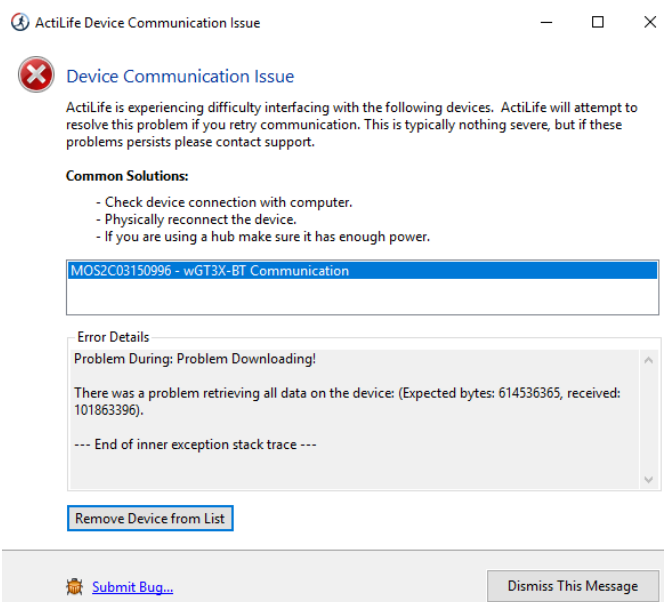 ActiLife Device Communication Issue
Device Communication Issue
ActiLife is experiencing difficulty interfacing with the following devices.  ActiLife will attempt to
resolve this problem if you retry communication. This is typically nothing severe, but if these
problems persists please contact support.
Common Solutions:
- Check device connection with computer.
- Physically reconnect the device.
- If you are using a hub make sure it has enough power.
MOS2C03150996 - wGT3X-BT Communication
Error Details
Problem During: Problem Downloading!
There was a problem retrieving all data on the device: (Expected bytes: 614536365, received:
101863396).
--- End of inner exception stack trace ---
Remove Device from List
Submit Bug...
Dismiss This Message